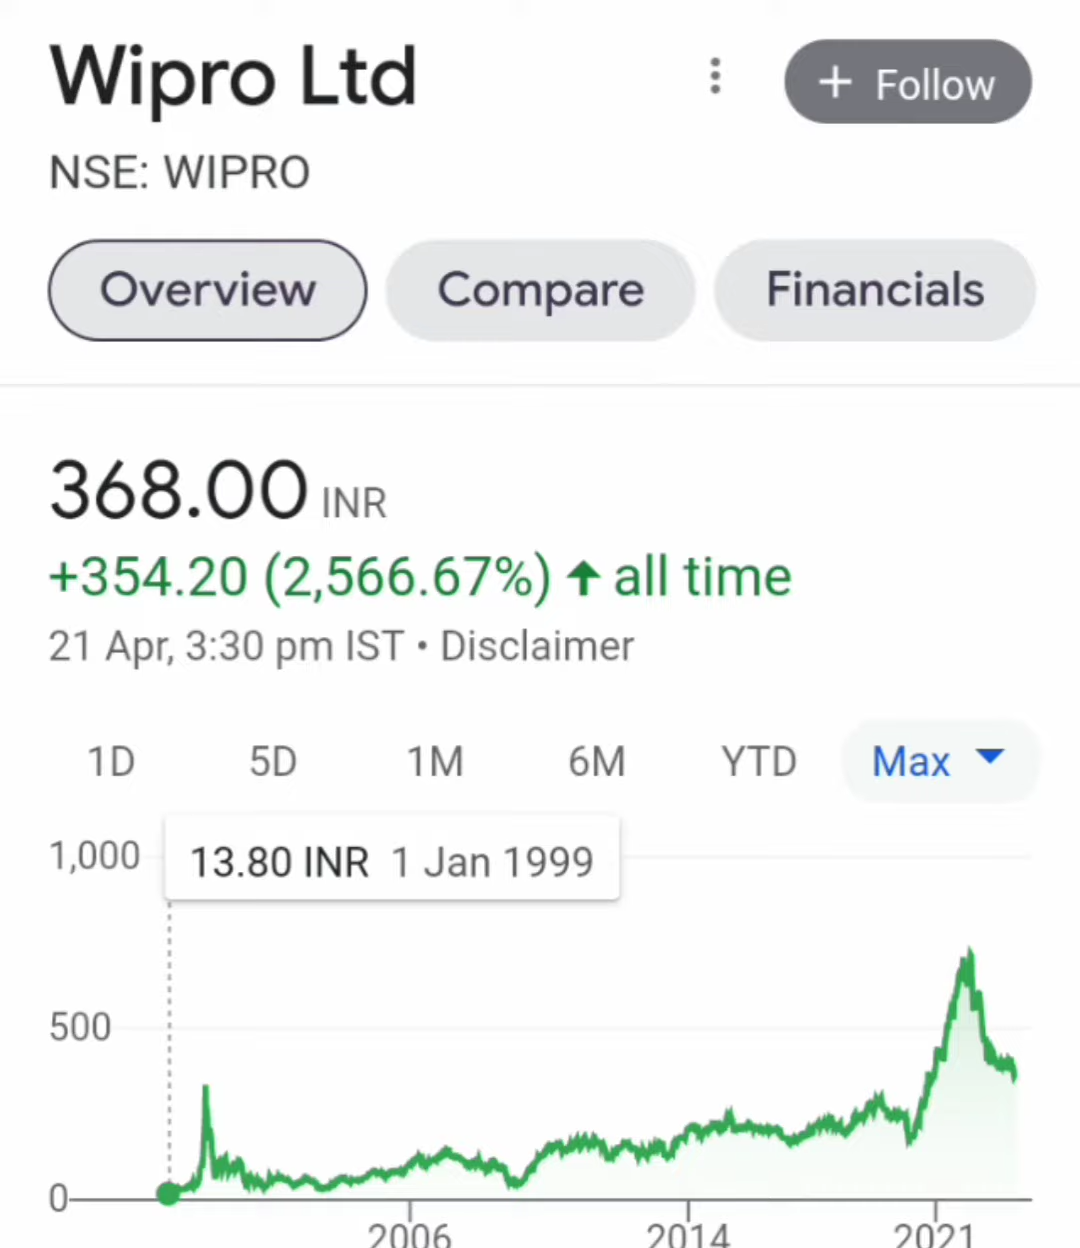 Wipro Ltd
+ Follow
NSE: WIPRO
Overview Compare Financials
368.00 INR
+354.20 (2,566.67%) ↑ all time
21 Apr, 3:30 pm IST • Disclaimer
1D 5D 1M 6M YTD Max
1,000
13.80 INR 1 Jan 1999
500
0
2006 2014 2021